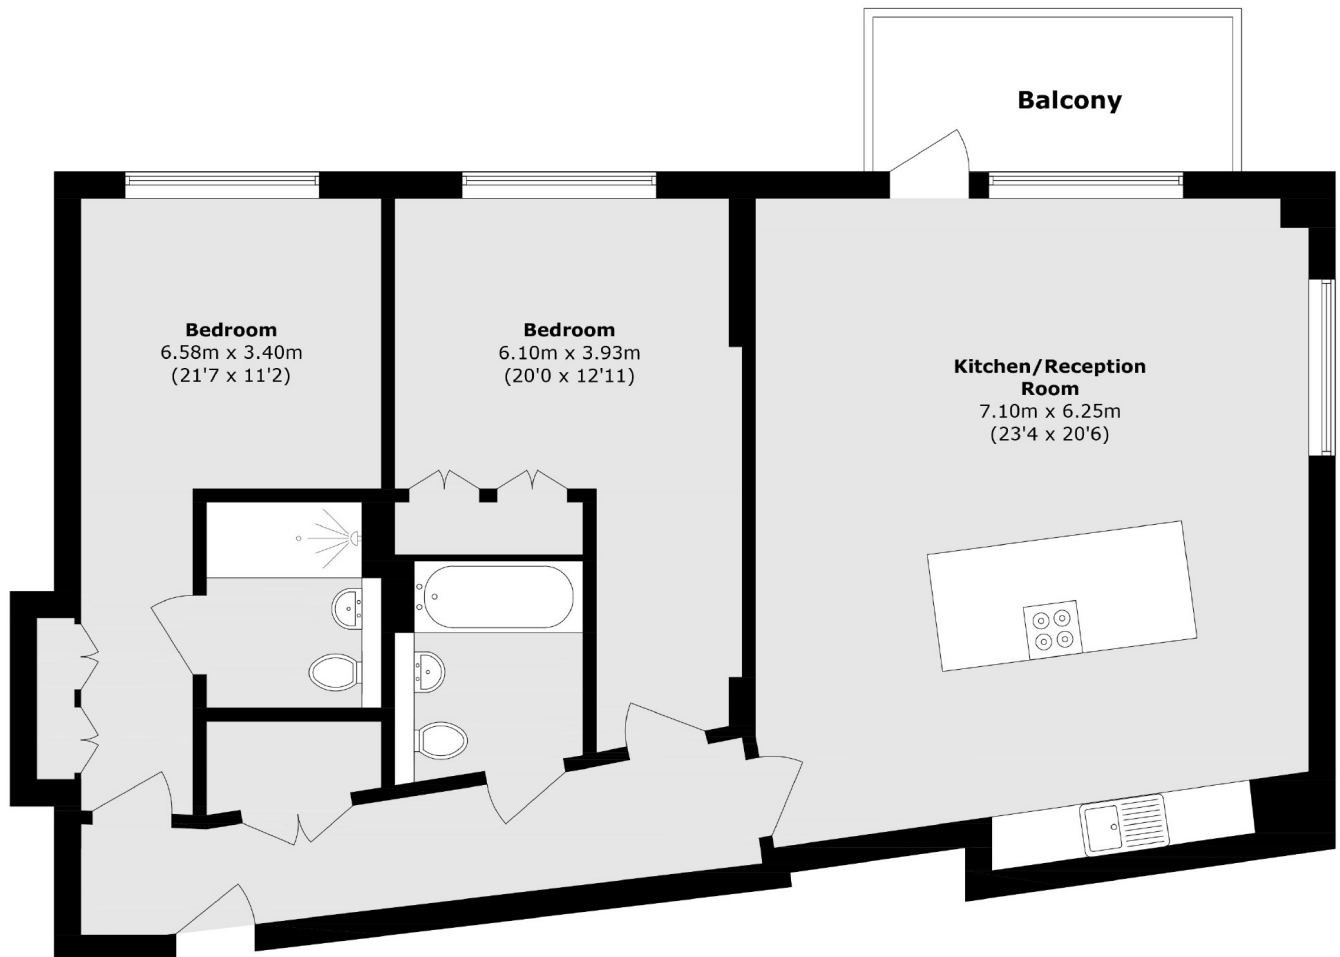 Balcony
Bedroom
6.58m x 3.40m
(21'7 x 11'2)
Bedroom
6.10m x 3.93m
(20'0 x 12'11)
Kitchen/Reception
Room
7.10m x 6.25m
(23'4 x 20'6)